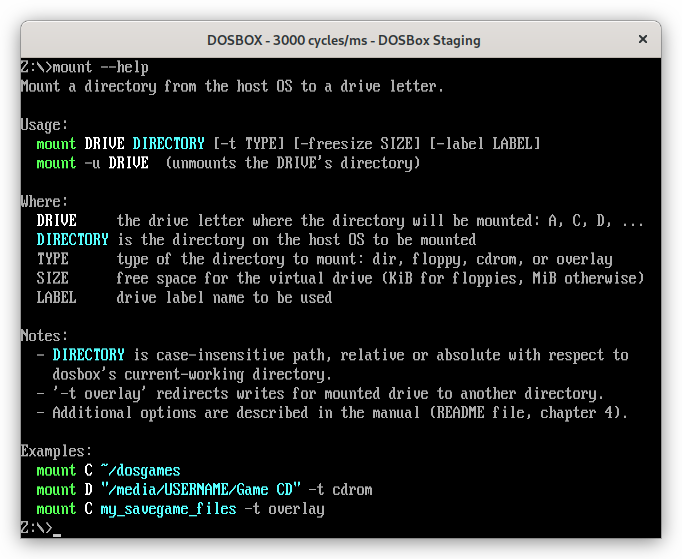 DOSBOX - 3000 cycles/ms - DOSBox Staging
Z:\>mount --help
Mount a directory from the host OS to a drive letter.

Usage:
  mount DRIVE DIRECTORY [-t TYPE] [-freesize SIZE] [-label LABEL]
  mount -u DRIVE  (unmounts the DRIVE's directory)

Where:
  DRIVE     the drive letter where the directory will be mounted: A, C, D, ...
  DIRECTORY is the directory on the host OS to be mounted
  TYPE      type of the directory to mount: dir, floppy, cdrom, or overlay
  SIZE      free space for the virtual drive (KiB for floppies, MiB otherwise)
  LABEL     drive label name to be used

Notes:
  - DIRECTORY is case-insensitive path, relative or absolute with respect to
    dosbox's current-working directory.
  - '-t overlay' redirects writes for mounted drive to another directory.
  - Additional options are described in the manual (README file, chapter 4).

Examples:
  mount C ~/dosgames
  mount D "/media/USERNAME/Game CD" -t cdrom
  mount C my_savegame_files -t overlay
Z:\>_